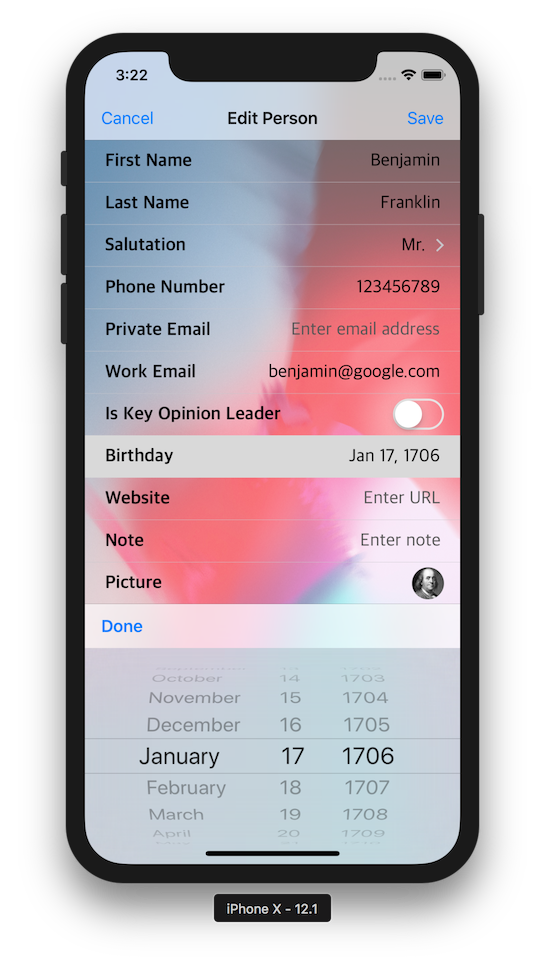 3:22
Cancel Edit Person Save
First Name Benjamin
Last Name Franklin
Salutation Mr.
Phone Number 123456789
Private Email Enter email address
Work Email benjamin@google.com
Is Key Opinion Leader
Birthday Jan 17, 1706
Website Enter URL
Note Enter note
Picture
Done
October 14 1703
November 15 1704
December 16 1705
January 17 1706
February 18 1707
March 19 1708
April 20 1709
iPhone X - 12.1